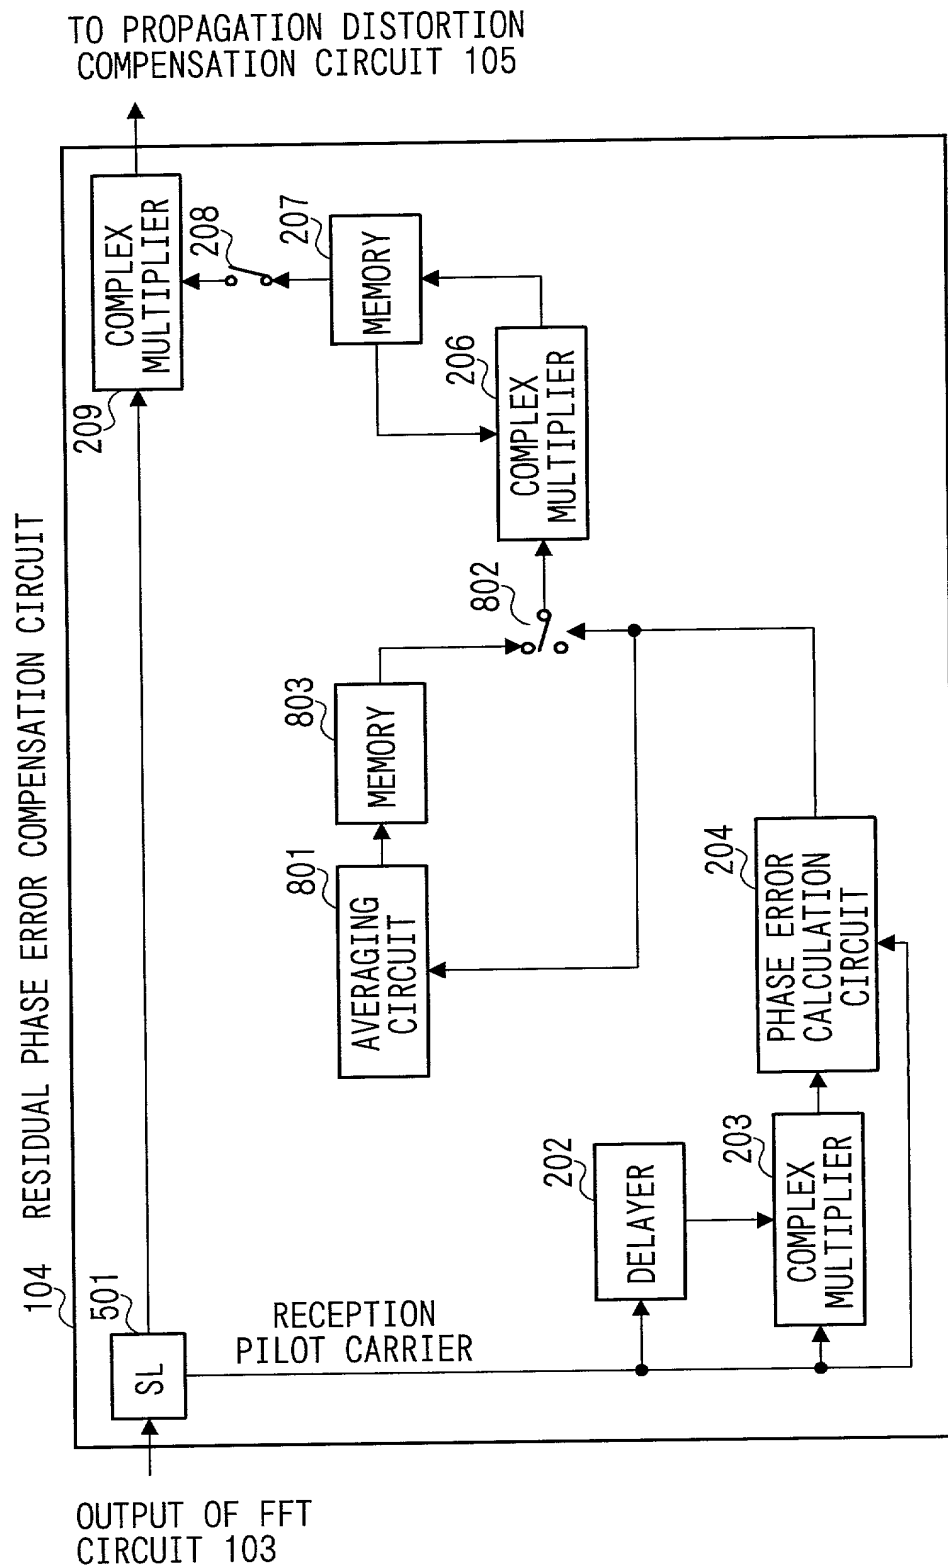 104 RESIDUAL PHASE ERROR COMPENSATION CIRCUIT
OUTPUT OF FFT
CIRCUIT 103
501
SL
RECEPTION
PILOT CARRIER
202
DELAYER
203
COMPLEX
MULTIPLIER
204
PHASE ERROR
CALCULATION
CIRCUIT
801
AVERAGING
CIRCUIT
803
MEMORY
802
206
COMPLEX
MULTIPLIER
207
MEMORY
208
209
COMPLEX
MULTIPLIER
TO PROPAGATION DISTORTION
COMPENSATION CIRCUIT 105